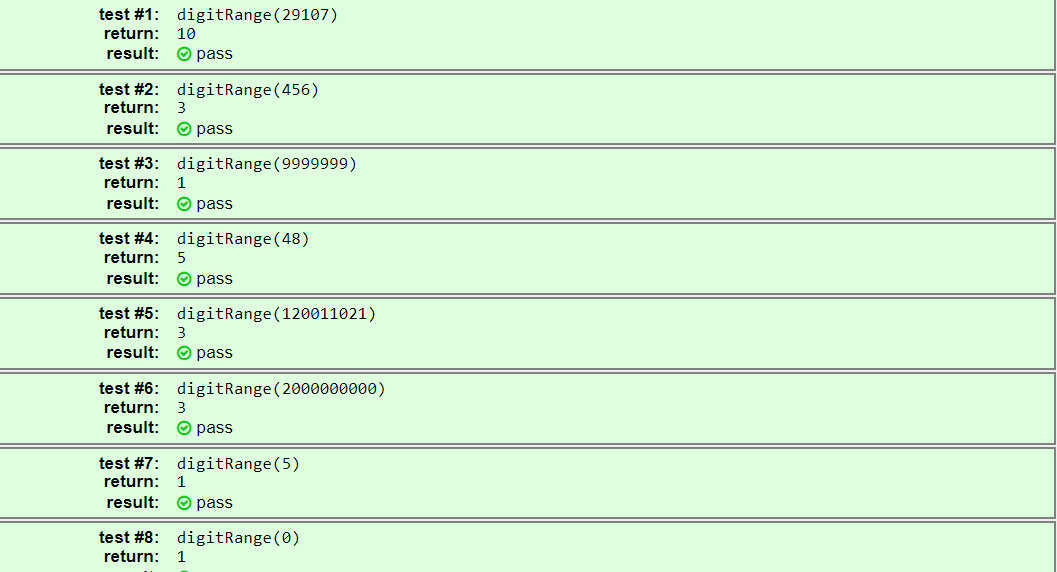 test #1: digitRange(29107)
return: 10
result: pass
test #2: digitRange(456)
return: 3
result: pass
test #3: digitRange(9999999)
return: 1
result: pass
test #4: digitRange(48)
return: 5
result: pass
test #5: digitRange(120011021)
return: 3
result: pass
test #6: digitRange(2000000000)
return: 3
result: pass
test #7: digitRange(5)
return: 1
result: pass
test #8: digitRange(0)
return: 1